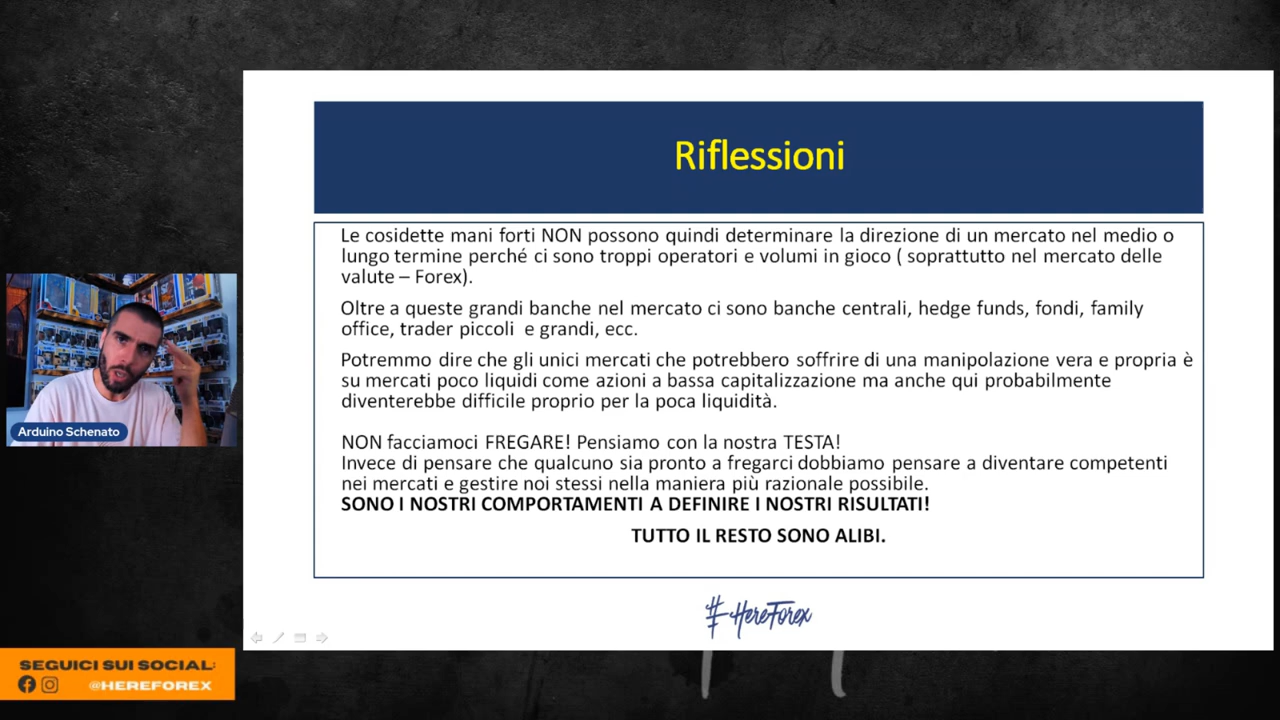 Riflessioni
Le cosidette mani forti NON possono quindi determinare la direzione di un mercato nel medio o
lungo termine perché ci sono troppi operatori e volumi in gioco ( soprattutto nel mercato delle
valute – Forex).
Oltre a queste grandi banche nel mercato ci sono banche centrali, hedge funds, fondi, family
office, trader piccoli e grandi, ecc.
Potremmo dire che gli unici mercati che potrebbero soffrire di una manipolazione vera e propria è
su mercati poco liquidi come azioni a bassa capitalizzazione ma anche qui probabilmente
diventerebbe difficile proprio per la poca liquidità.
NON facciamoci FREGARE! Pensiamo con la nostra TESTA!
Invece di pensare che qualcuno sia pronto a fregarci dobbiamo pensare a diventare competenti
nei mercati e gestire noi stessi nella maniera più razionale possibile.
SONO I NOSTRI COMPORTAMENTI A DEFINIRE I NOSTRI RISULTATI!
TUTTO IL RESTO SONO ALIBI.
#HereForex
Arduino Schenato
SEGUICI SUI SOCIAL:
@HEREFOREX